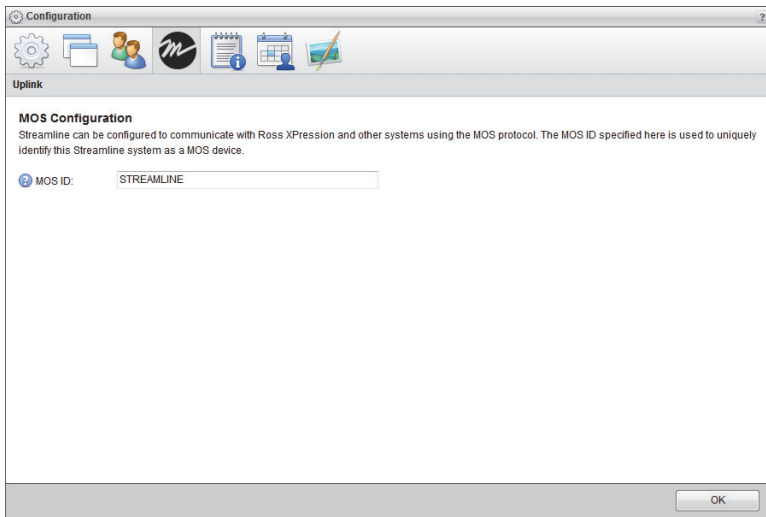 Configuration
?
Uplink
MOS Configuration
Streamline can be configured to communicate with Ross XPression and other systems using the MOS protocol. The MOS ID specified here is used to uniquely
identify this Streamline system as a MOS device.
? MOS ID: STREAMLINE
OK